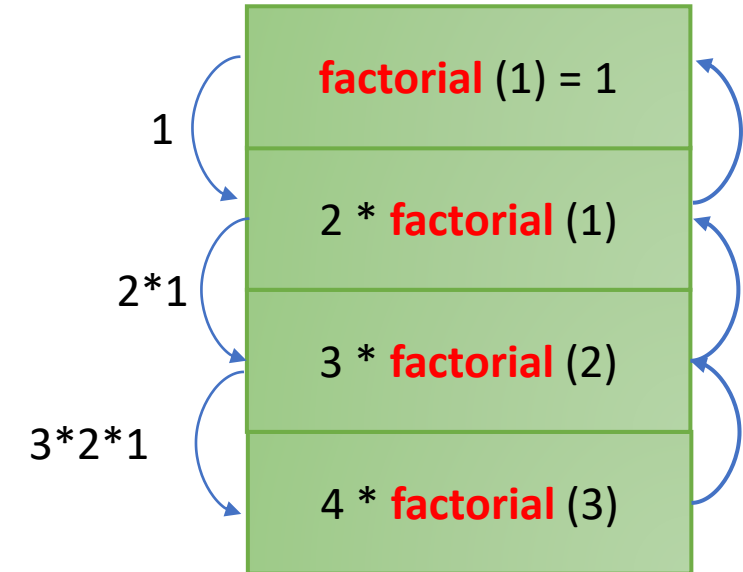 factorial (1) = 1
1
2 * factorial (1)
2*1
3 * factorial (2)
3*2*1
4 * factorial (3)